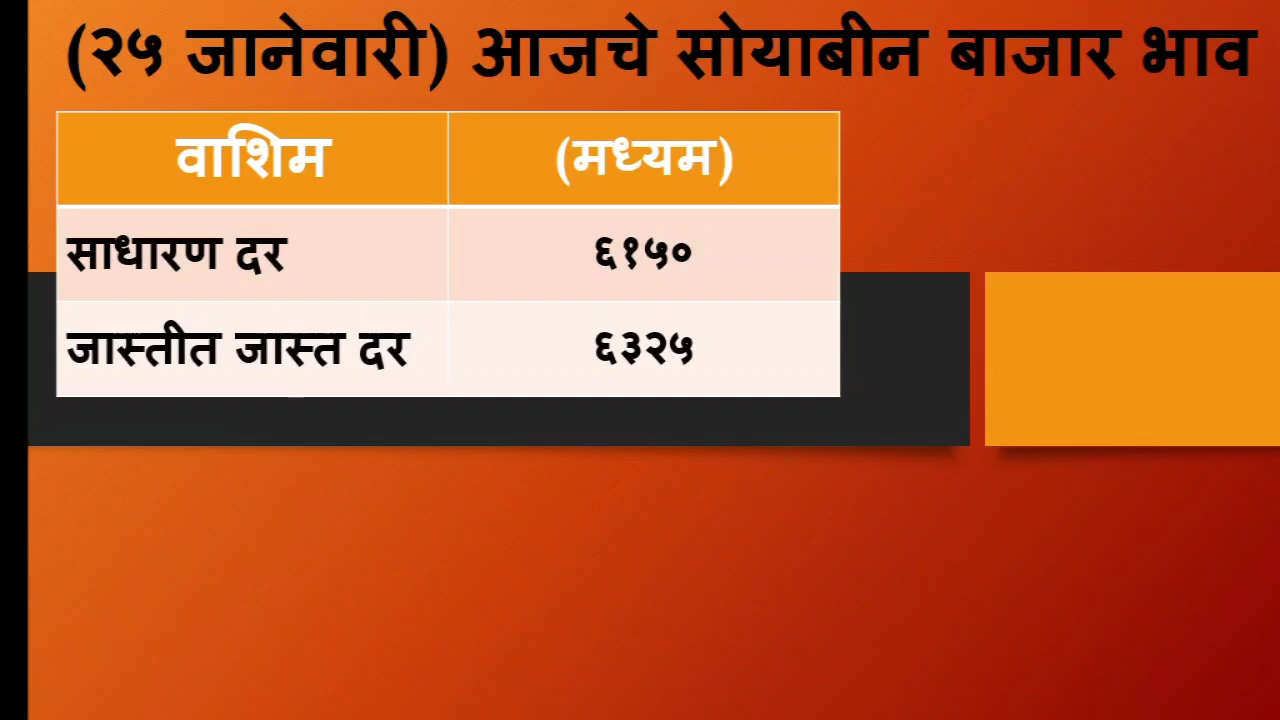 (२५ जानेवारी) आजचे सोयाबीन बाजार भाव
वाशिम (मध्यम)
साधारण दर ६१५०
जास्तीत जास्त दर ६३२५